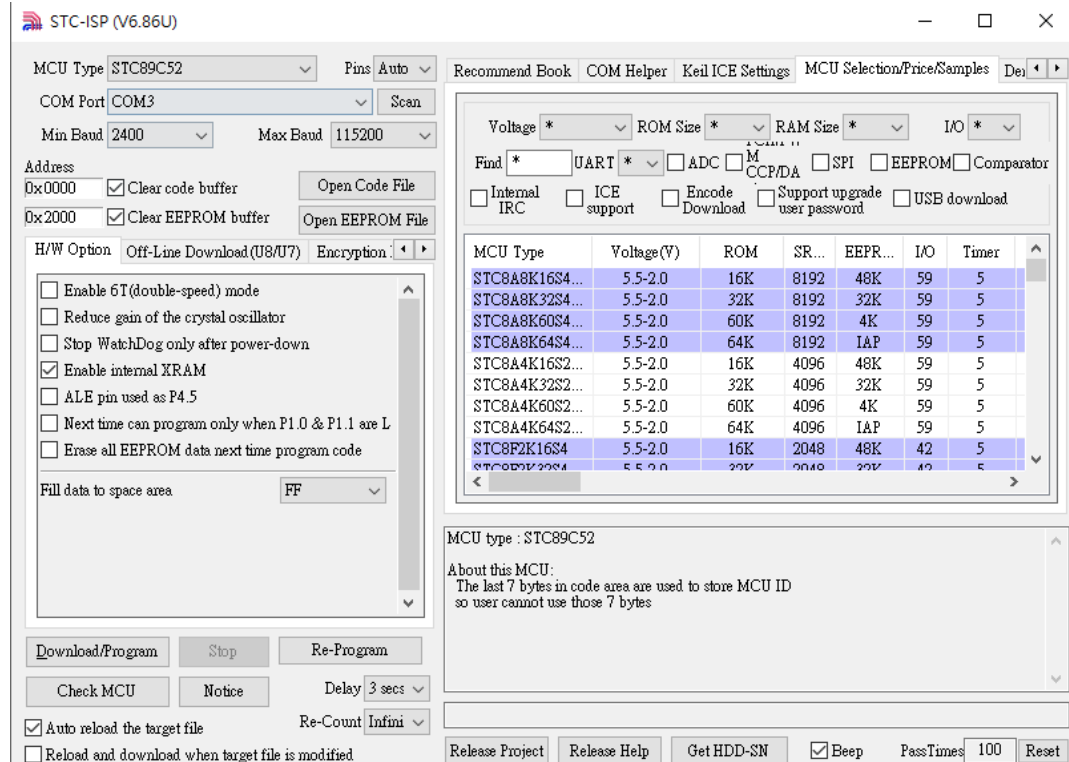 STC-ISP (V6.86U)
MCU Type STC89C52 Pins Auto
COM Port COM3 Scan
Min Baud 2400 Max Baud 115200
Address
0x0000 Clear code buffer Open Code File
0x2000 Clear EEPROM buffer Open EEPROM File
H/W Option Off-Line Download(U8/U7) Encryption
Enable 6T(double-speed) mode
Reduce gain of the crystal oscillator
Stop WatchDog only after power-down
Enable internal XRAM
ALE pin used as P4.5
Next time can program only when P1.0 & P1.1 are L
Erase all EEPROM data next time program code
Fill data to space area FF
Download/Program Stop Re-Program
Check MCU Notice Delay 3 secs
Auto reload the target file Re-Count Infini
Reload and download when target file is modified
Recommend Book COM Helper Keil ICE Settings MCU Selection/Price/Samples
Voltage * ROM Size * RAM Size * I/O *
Find * UART * ADC M CCP/DA SPI EEPROM Comparator
Internal IRC ICE support Encode Download Support upgrade user password USB download
MCU Type Voltage(V) ROM SR... EEPR... I/O Timer
STC8A8K16S4... 5.5-2.0 16K 8192 48K 59 5
STC8A8K32S4... 5.5-2.0 32K 8192 32K 59 5
STC8A8K60S4... 5.5-2.0 60K 8192 4K 59 5
STC8A8K64S4... 5.5-2.0 64K 8192 IAP 59 5
STC8A4K16S2... 5.5-2.0 16K 4096 48K 59 5
STC8A4K32S2... 5.5-2.0 32K 4096 32K 59 5
STC8A4K60S2... 5.5-2.0 60K 4096 4K 59 5
STC8A4K64S2... 5.5-2.0 64K 4096 IAP 59 5
STC8F2K16S4 5.5-2.0 16K 2048 48K 42 5
STC8F2K32S4 5.5-2.0 32K 2048 32K 42 5
MCU type : STC89C52
About this MCU:
The last 7 bytes in code area are used to store MCU ID
so user cannot use those 7 bytes
Release Project Release Help Get HDD-SN Beep PassTimes 100 Reset